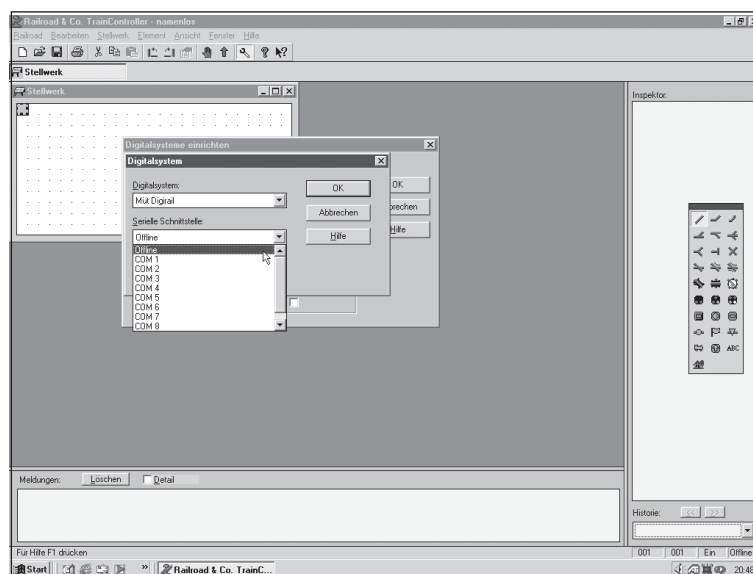 Railroad & Co. TrainController - namenlos
Railroad Bearbeiten Stellwerk Element Ansicht Fenster Hilfe
Stellwerk
Stellwerk
Inspektor:
Digitalsysteme einrichten
Digitalsystem
Digitalsystem:
Müt Digirail
OK
OK
Abbrechen
brechen
Serielle Schnittstelle:
Hilfe
Hilfe
Offline
Offline
COM 1
COM 2
COM 3
COM 4
COM 5
COM 6
COM 7
COM 8
ABC
Meldungen: Löschen Detail
Historie: << >>
Für Hilfe F1 drücken
001 001 Ein Offline
Start » Railroad & Co. TrainC...
20:48